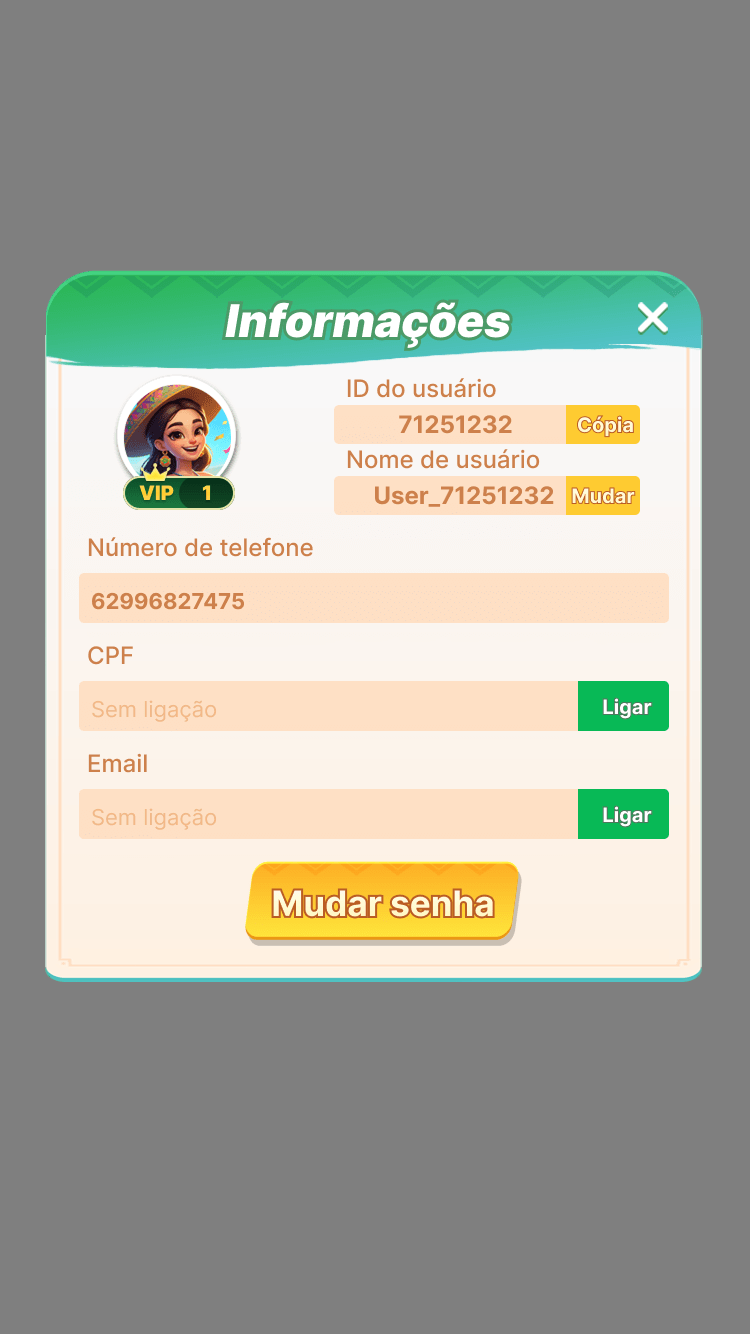 Informações
ID do usuário
71251232
Cópia
Nome de usuário
User_71251232
Mudar
VIP 1
Número de telefone
62996827475
CPF
Sem ligação
Ligar
Email
Sem ligação
Ligar
Mudar senha